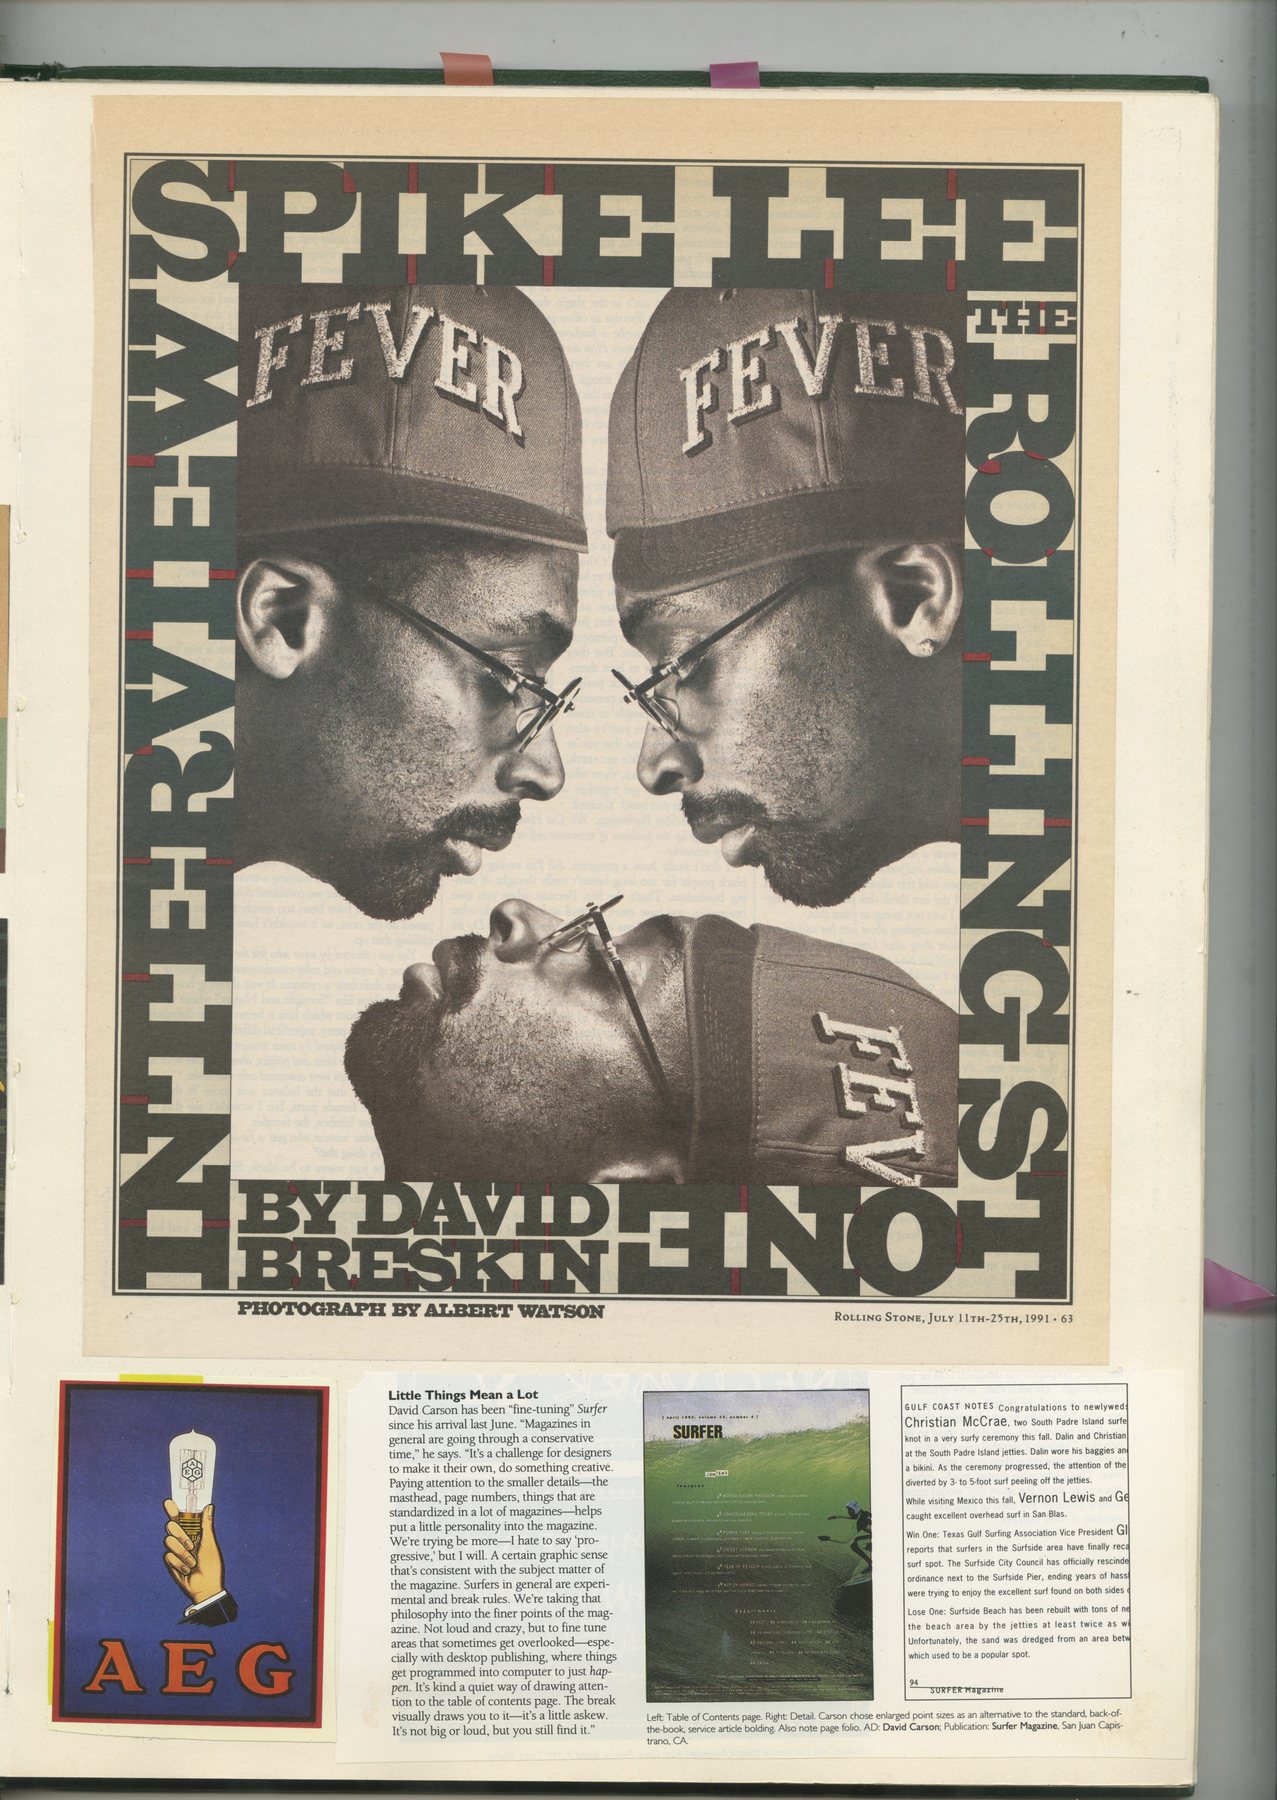 SPIKE LEE
THE ROLLING STONE
INTERVIEW
FEVER
FEVER
FEV
BY DAVID
BRESKIN
PHOTOGRAPH BY ALBERT WATSON
ROLLING STONE, JULY 11TH-25TH, 1991 · 63
AEG
AEG
Little Things Mean a Lot
David Carson has been “fine-tuning” Surfer
since his arrival last June. “Magazines in
general are going through a conservative
time,” he says. “It’s a challenge for designers
to make it their own, do something creative.
Paying attention to the smaller details—the
masthead, page numbers, things that are
standardized in a lot of magazines—helps
put a little personality into the magazine.
We’re trying be more—I hate to say ‘pro-
gressive,’ but I will. A certain graphic sense
that’s consistent with the subject matter of
the magazine. Surfers in general are experi-
mental and break rules. We’re taking that
philosophy into the finer points of the mag-
azine. Not loud and crazy, but to fine tune
areas that sometimes get overlooked—espe-
cially with desktop publishing, where things
get programmed into computer to just hap-
pen. It’s kind a quiet way of drawing atten-
tion to the table of contents page. The break
visually draws you to it—it’s a little askew.
It’s not big or loud, but you still find it.”
[ april 1992, volume 33, number 4 ]
SURFER
contents
Features
Departments
GULF COAST NOTES Congratulations to newlyweds
Christian McCrae, two South Padre Island surfe
knot in a very surfy ceremony this fall. Dalin and Christian
at the South Padre Island jetties. Dalin wore his baggies an
a bikini. As the ceremony progressed, the attention of the
diverted by 3- to 5-foot surf peeling off the jetties.
While visiting Mexico this fall, Vernon Lewis and Ge
caught excellent overhead surf in San Blas.
Win One: Texas Gulf Surfing Association Vice President Gl
reports that surfers in the Surfside area have finally reca
surf spot. The Surfside City Council has officially rescinde
ordinance next to the Surfside Pier, ending years of hassl
were trying to enjoy the excellent surf found on both sides o
Lose One: Surfside Beach has been rebuilt with tons of ne
the beach area by the jetties at least twice as wi
Unfortunately, the sand was dredged from an area betw
which used to be a popular spot.
94
SURFER Magazine
Left: Table of Contents page. Right: Detail. Carson chose enlarged point sizes as an alternative to the standard, back-of-
the-book, service article bolding. Also note page folio. AD: David Carson; Publication: Surfer Magazine, San Juan Capis-
trano, CA.